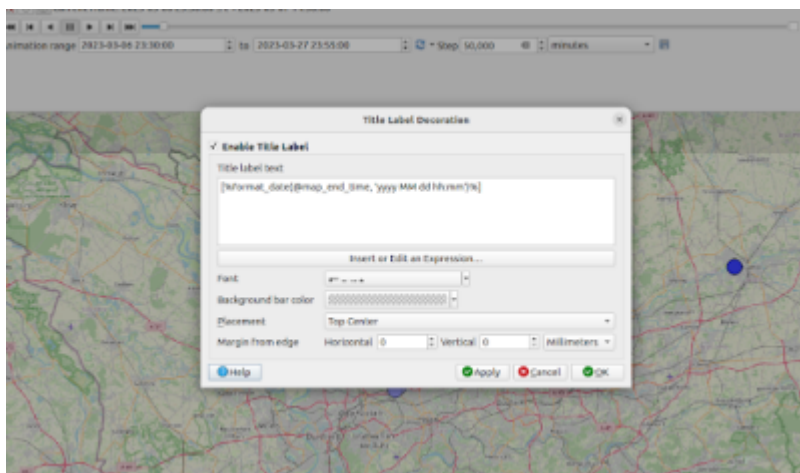 Animation range 2023-03-06 23:30:00 to 2023-03-27 23:55:00 Step 50,000 minutes
Title Label Decoration
✓ Enable Title Label
Title label text
[%format_date(@map_end_time, 'yyyy MM dd hh:mm')%]
Insert or Edit an Expression...
Font
Background bar color
Placement Top Center
Margin from edge Horizontal 0 Vertical 0 Millimeters
Help Apply Cancel OK